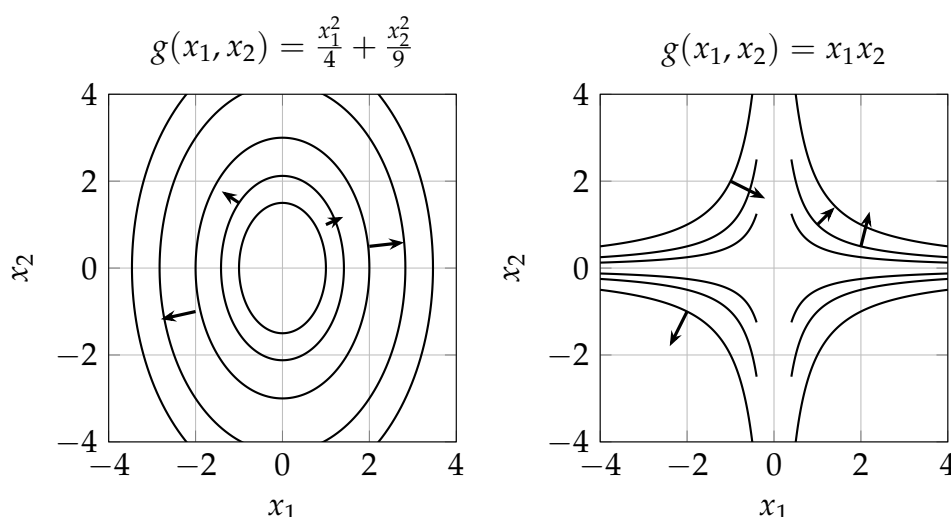 g(x₁, x₂) = x₁²/4 + x₂²/9
4
2
0
−2
−4
x₂
−4 −2 0 2 4
x₁
g(x₁, x₂) = x₁x₂
4
2
0
−2
−4
x₂
−4 −2 0 2 4
x₁